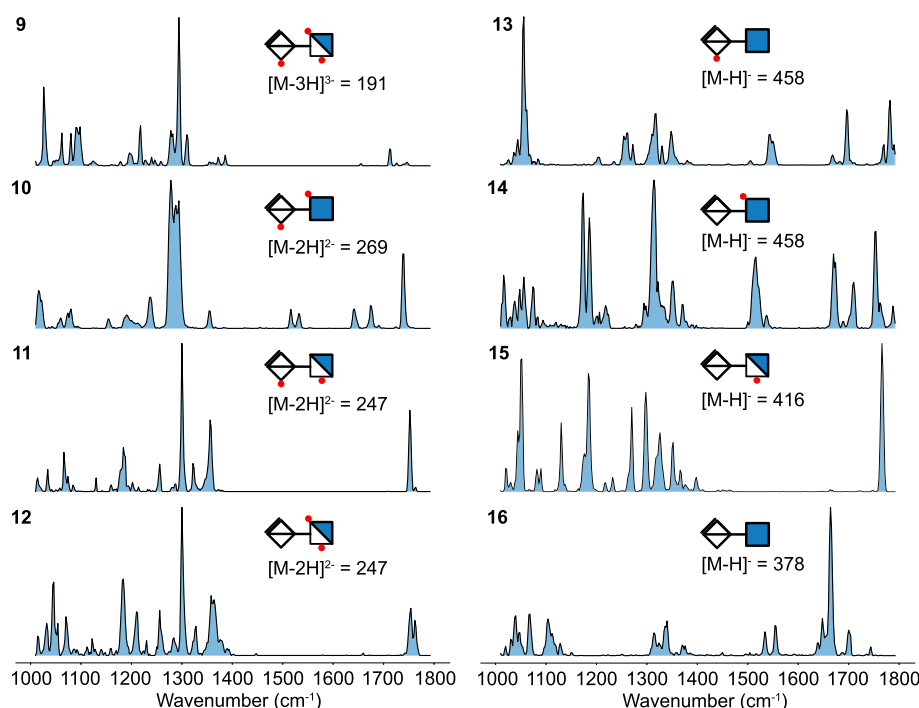 9
[M-3H]³⁻ = 191
10
[M-2H]²⁻ = 269
11
[M-2H]²⁻ = 247
12
[M-2H]²⁻ = 247
1000 1100 1200 1300 1400 1500 1600 1700 1800
Wavenumber (cm⁻¹)
13
[M-H]⁻ = 458
14
[M-H]⁻ = 458
15
[M-H]⁻ = 416
16
[M-H]⁻ = 378
1000 1100 1200 1300 1400 1500 1600 1700 1800
Wavenumber (cm⁻¹)